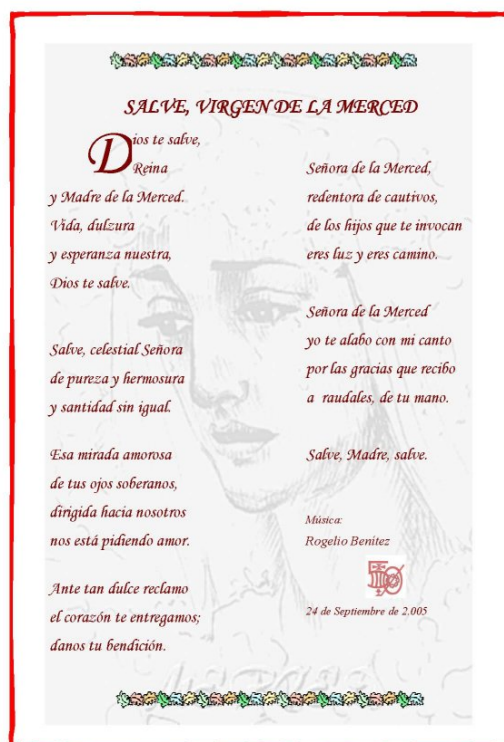 SALVE, VIRGEN DE LA MERCED
Dios te salve,
Reina
y Madre de la Merced.
Vida, dulzura
y esperanza nuestra,
Dios te salve.
Salve, celestial Señora
de pureza y hermosura
y santidad sin igual.
Esa mirada amorosa
de tus ojos soberanos,
dirigida hacia nosotros
nos está pidiendo amor.
Ante tan dulce reclamo
el corazón te entregamos;
danos tu bendición.
Señora de la Merced,
redentora de cautivos,
de los hijos que te invocan
eres luz y eres camino.
Señora de la Merced
yo te alabo con mi canto
por las gracias que recibo
a raudales, de tu mano.
Salve, Madre, salve.
Música:
Rogelio Benítez
24 de Septiembre de 2.005